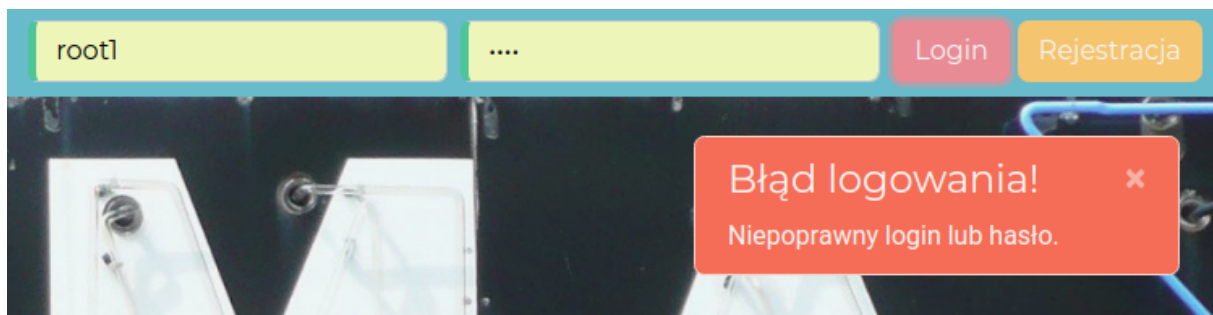 root1
....
Login
Rejestracja
Błąd logowania!
×
Niepoprawny login lub hasło.